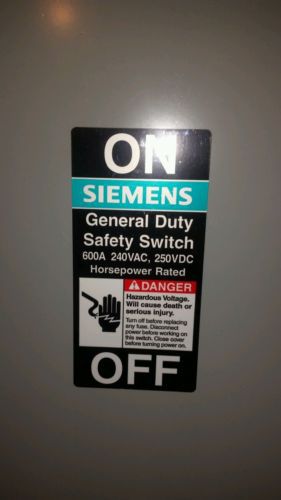 ON
SIEMENS
General Duty
Safety Switch
600A 240VAC, 250VDC
Horsepower Rated
DANGER
Hazardous Voltage.
Will cause death or
serious injury.
Turn off before replacing
any fuse. Disconnect
power before working on
this switch. Close cover
before turning power on.
OFF